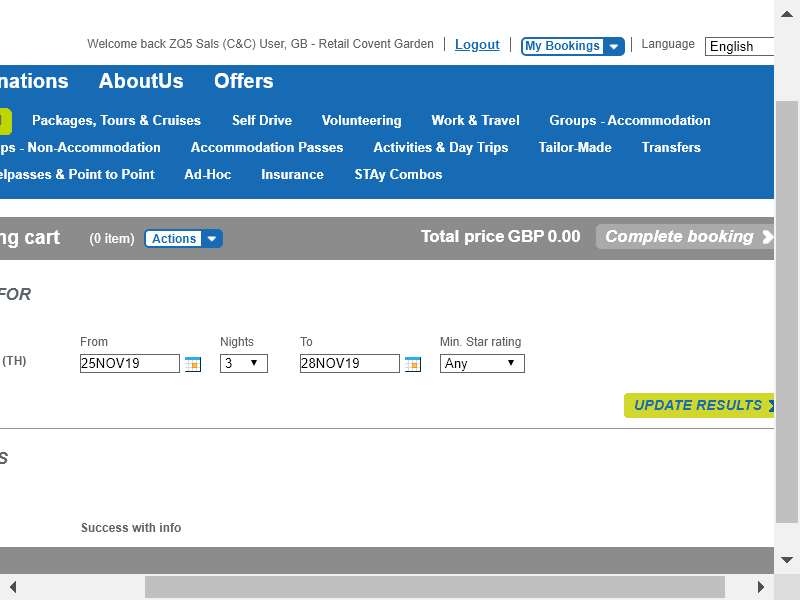 Welcome back ZQ5 Sals (C&C) User, GB - Retail Covent Garden | Logout | My Bookings | Language English
nations AboutUs Offers
Packages, Tours & Cruises Self Drive Volunteering Work & Travel Groups - Accommodation
ps - Non-Accommodation Accommodation Passes Activities & Day Trips Tailor-Made Transfers
elpasses & Point to Point Ad-Hoc Insurance STAy Combos
ng cart (0 item) Actions Total price GBP 0.00 Complete booking
FOR
From Nights To Min. Star rating
(TH) 25NOV19 3 28NOV19 Any
UPDATE RESULTS
S
Success with info